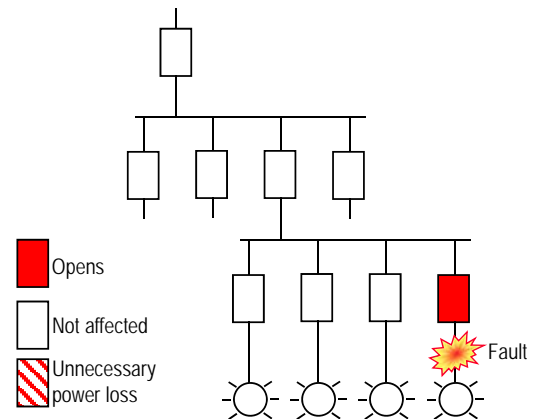 Opens
Not affected
Unnecessary
power loss
Fault